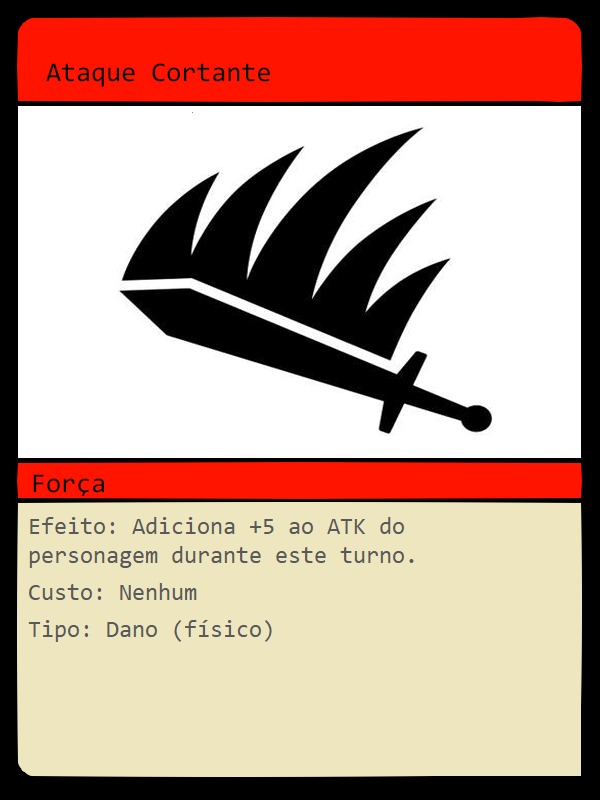 Ataque Cortante
Força
Efeito: Adiciona +5 ao ATK do
personagem durante este turno.
Custo: Nenhum
Tipo: Dano (físico)